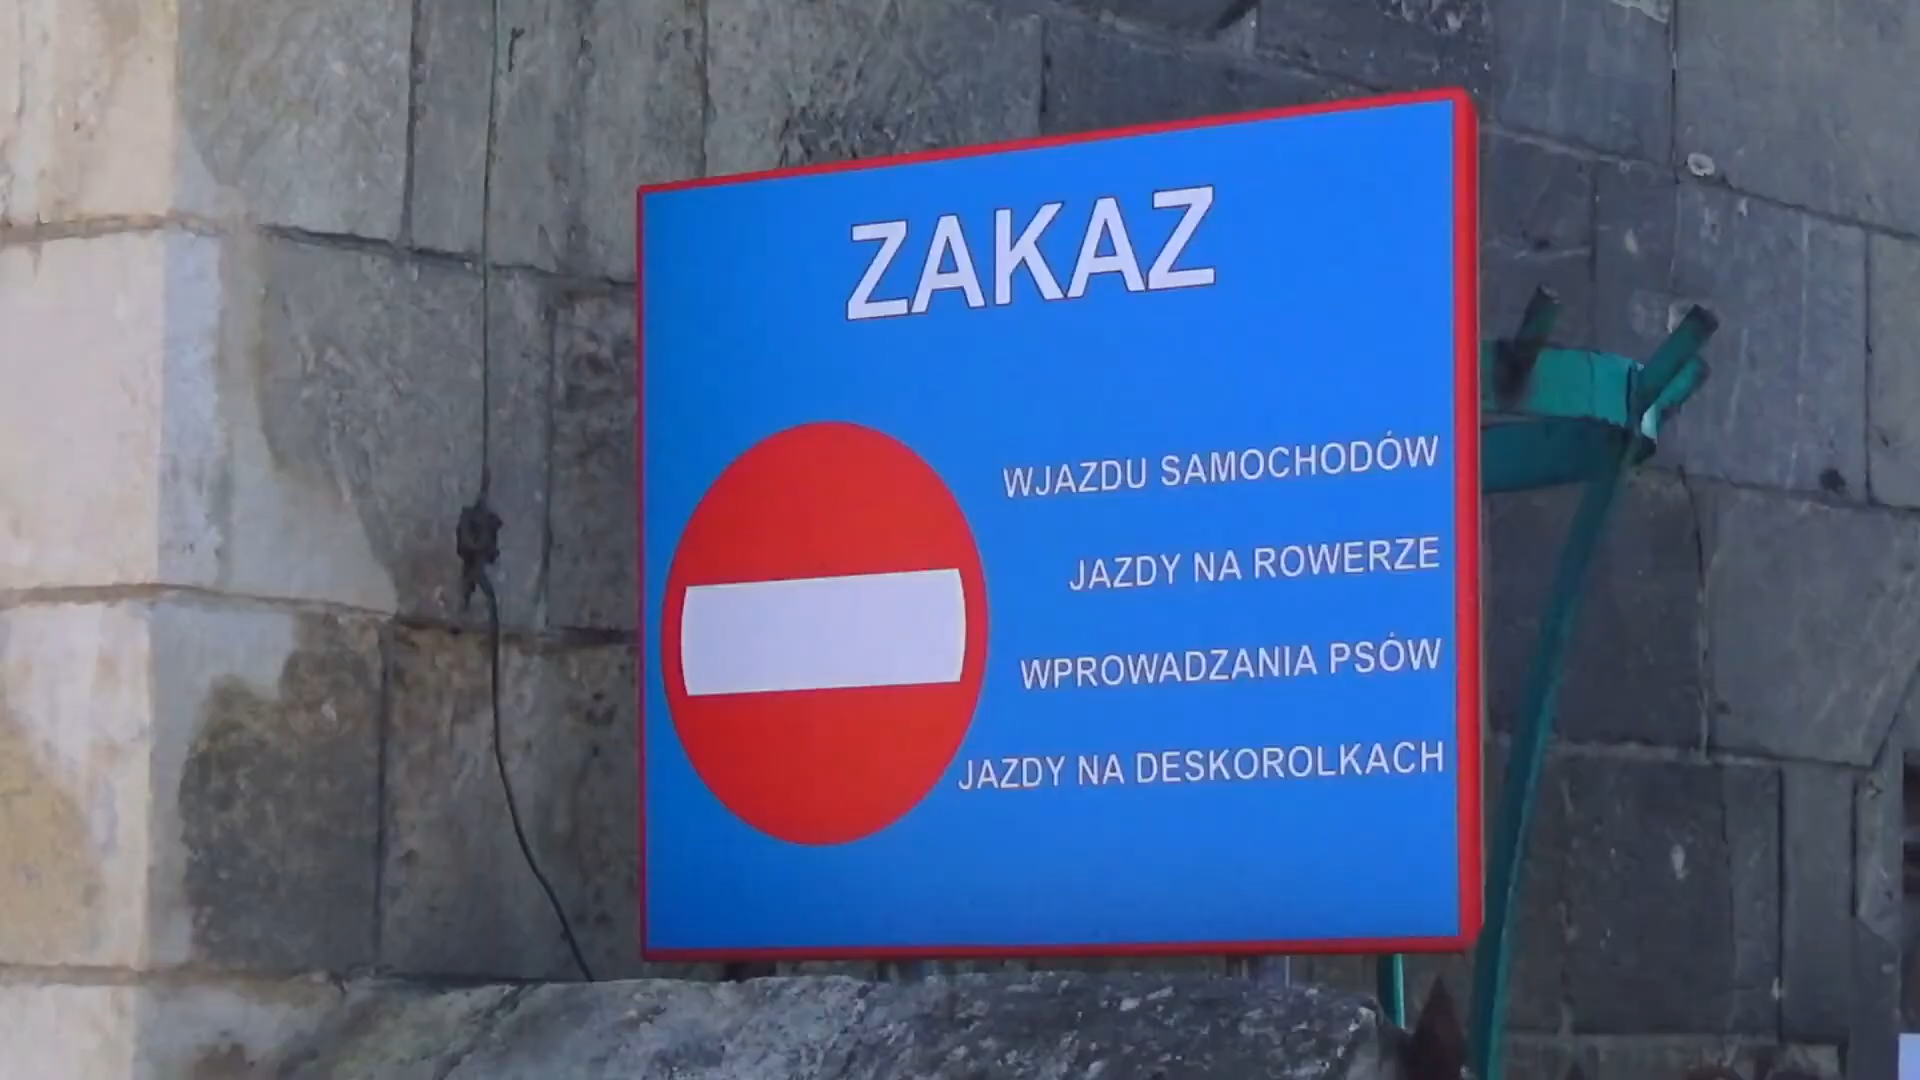 ZAKAZ
WJAZDU SAMOCHODÓW
JAZDY NA ROWERZE
WPROWADZANIA PSÓW
JAZDY NA DESKOROLKACH